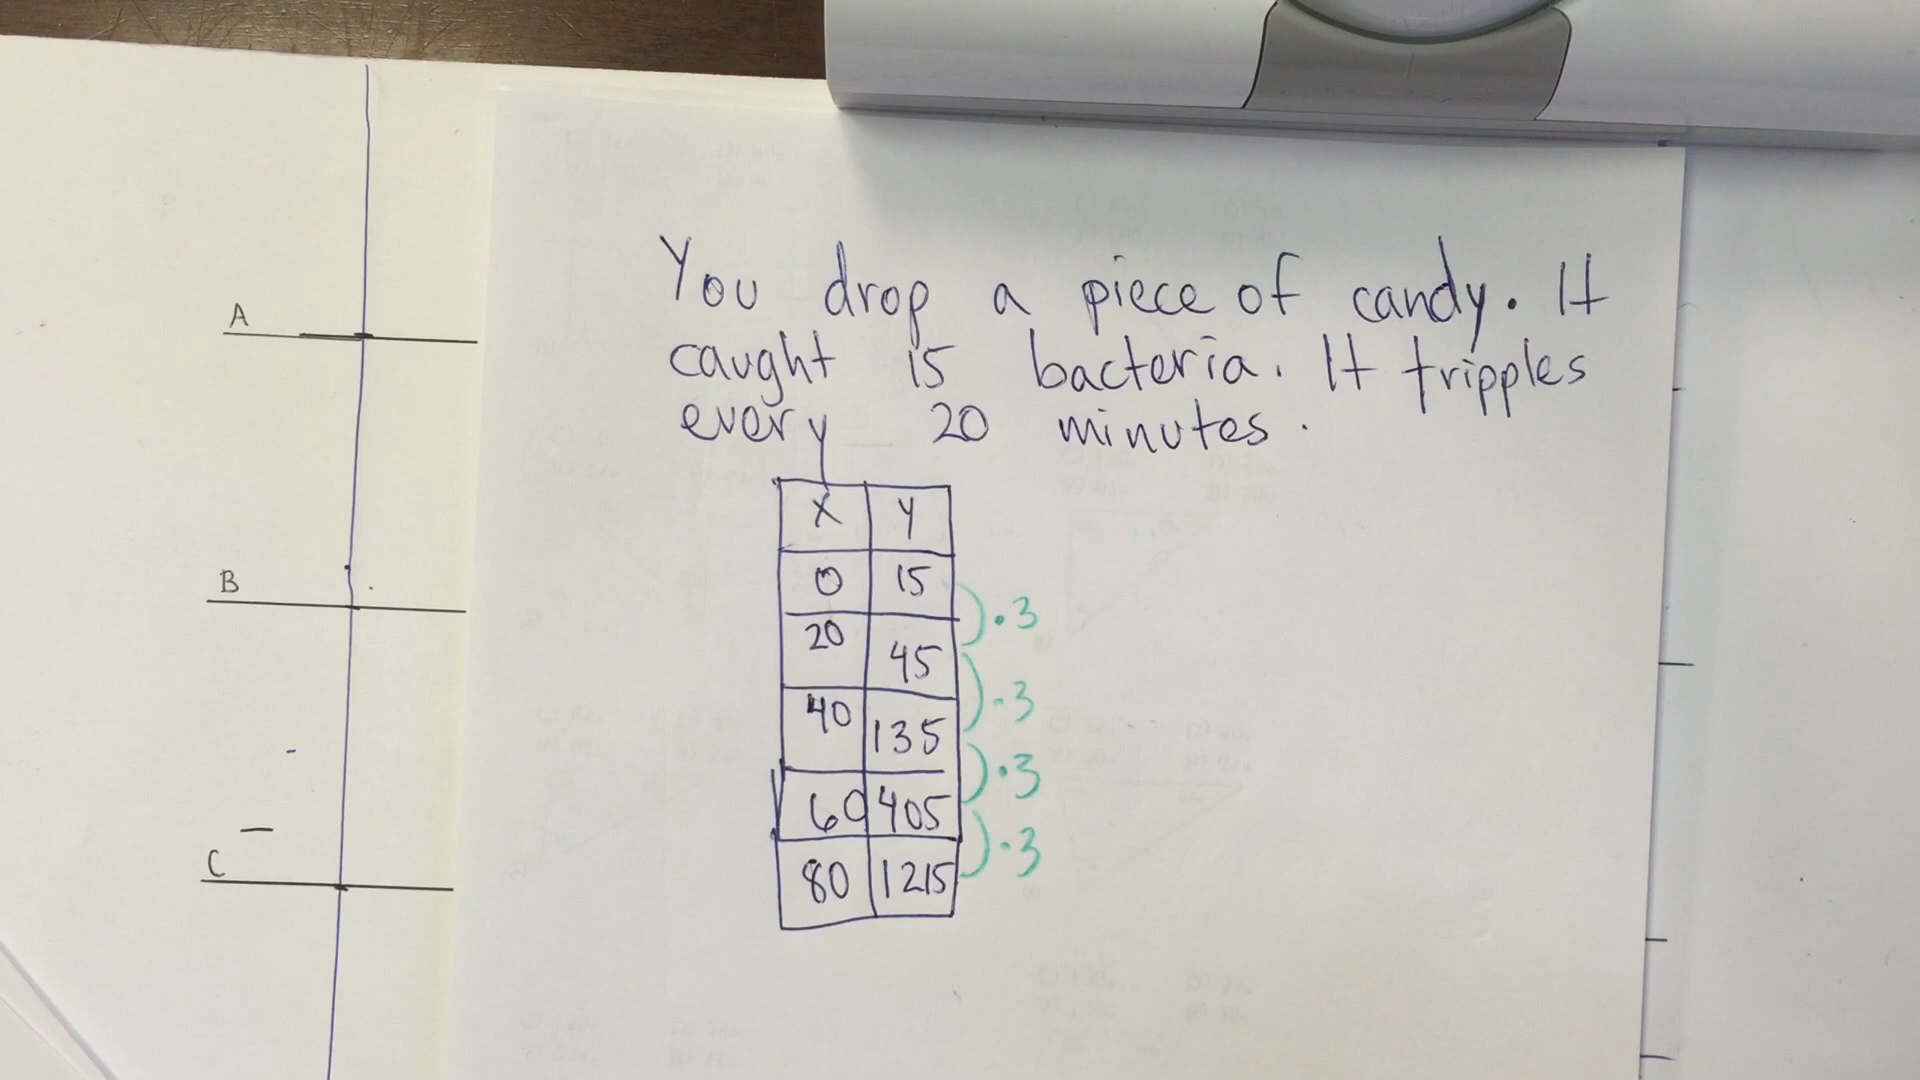 You drop a piece of candy. It
caught 15 bacteria. It tripples
every 20 minutes.
X Y
0 15
20 45
40 135
60 405
80 1215
·3
·3
·3
·3
A
B
C